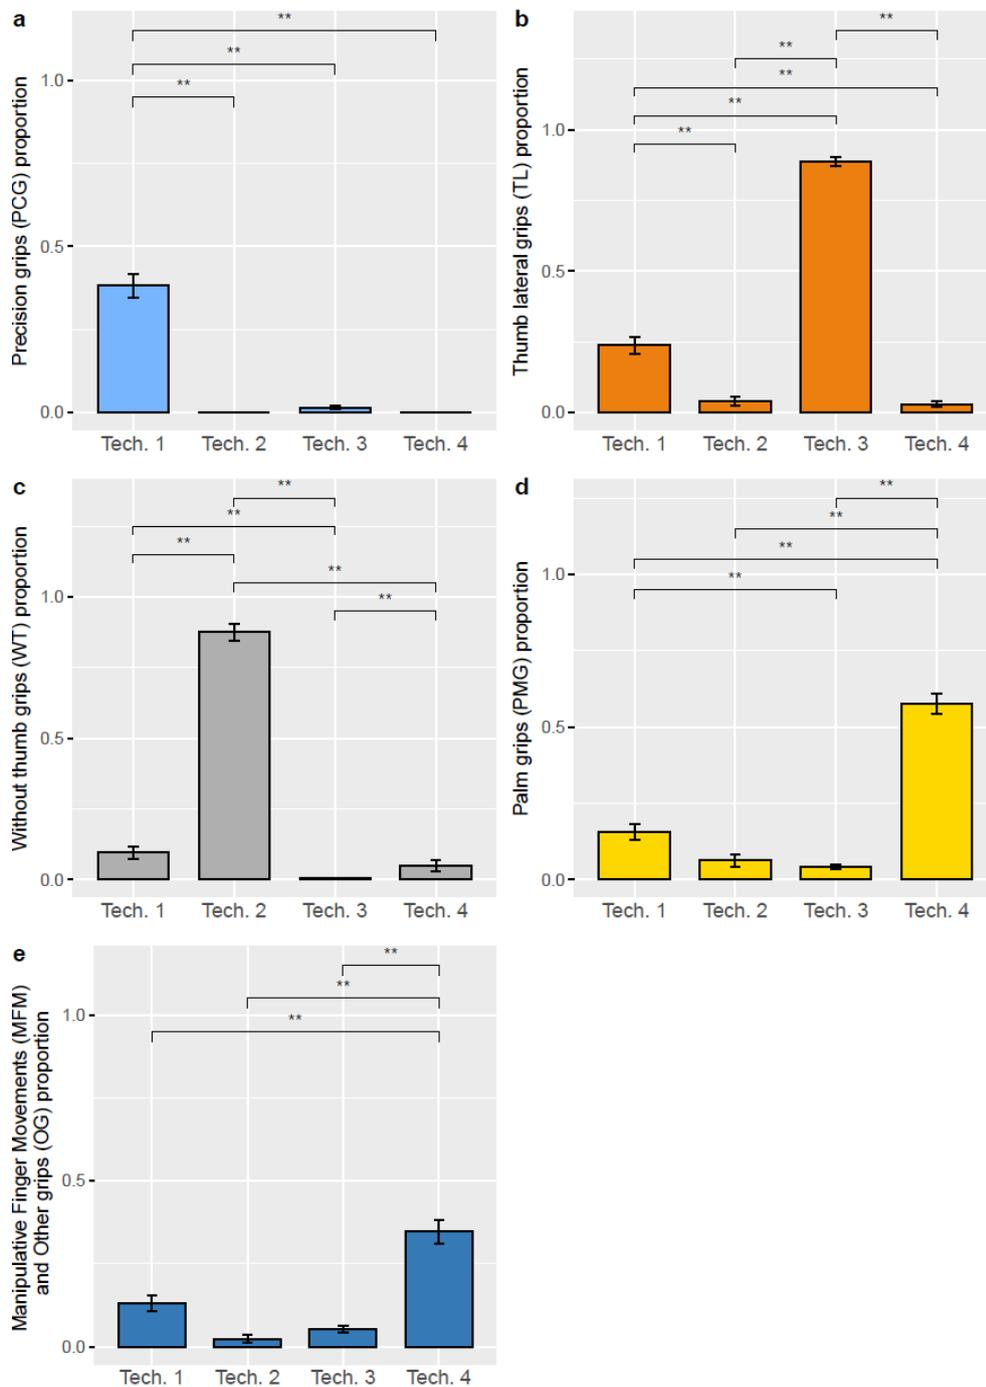 a
**
**
**
Precision grips (PCG) proportion
1.0
0.5
0.0
Tech. 1 Tech. 2 Tech. 3 Tech. 4
b
**
**
**
**
**
Thumb lateral grips (TL) proportion
1.0
0.5
0.0
Tech. 1 Tech. 2 Tech. 3 Tech. 4
c
**
**
**
**
**
Without thumb grips (WT) proportion
1.0
0.5
0.0
Tech. 1 Tech. 2 Tech. 3 Tech. 4
d
**
**
**
**
Palm grips (PMG) proportion
1.0
0.5
0.0
Tech. 1 Tech. 2 Tech. 3 Tech. 4
e
**
**
**
Manipulative Finger Movements (MFM)
and Other grips (OG) proportion
1.0
0.5
0.0
Tech. 1 Tech. 2 Tech. 3 Tech. 4